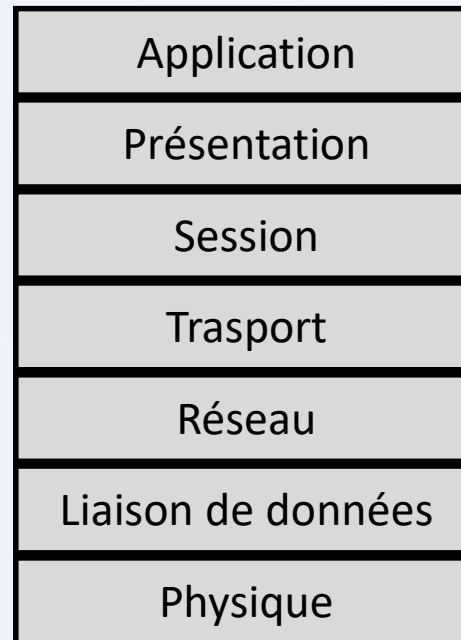 Application
Présentation
Session
Trasport
Réseau
Liaison de données
Physique